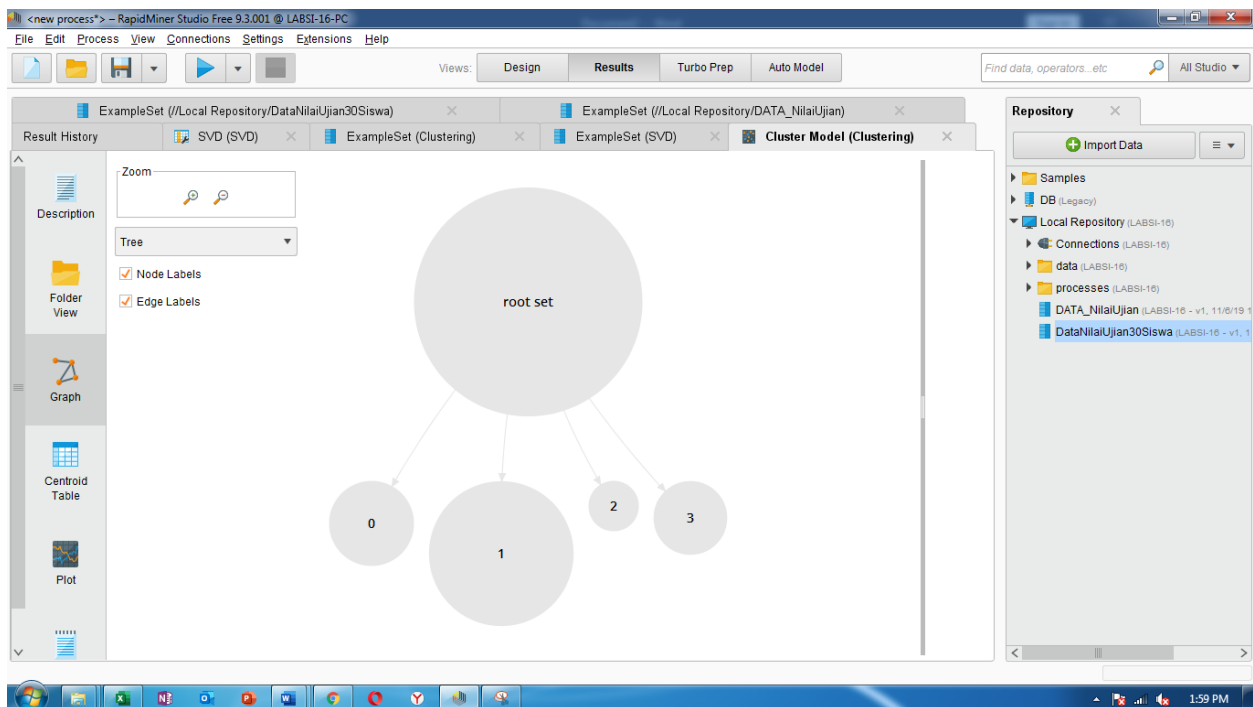 <new process*> – RapidMiner Studio Free 9.3.001 @ LABSI-16-PC
File Edit Process View Connections Settings Extensions Help
Views: Design Results Turbo Prep Auto Model
Find data, operators...etc
All Studio
ExampleSet (///Local Repository/DataNilaiUjian30Siswa)
ExampleSet (///Local Repository/DATA_NilaiUjian)
Result History
SVD (SVD)
ExampleSet (Clustering)
ExampleSet (SVD)
Cluster Model (Clustering)
Description
Folder
View
Graph
Centroid
Table
Plot
Zoom
Tree
Node Labels
Edge Labels
root set
0
1
2
3
Repository
Import Data
Samples
DB (Legacy)
Local Repository (LABSI-16)
Connections (LABSI-16)
data (LABSI-16)
processes (LABSI-16)
DATA_NilaiUjian (LABSI-16 - v1, 11/6/19 1
DataNilaiUjian30Siswa (LABSI-16 - v1, 1
1:59 PM